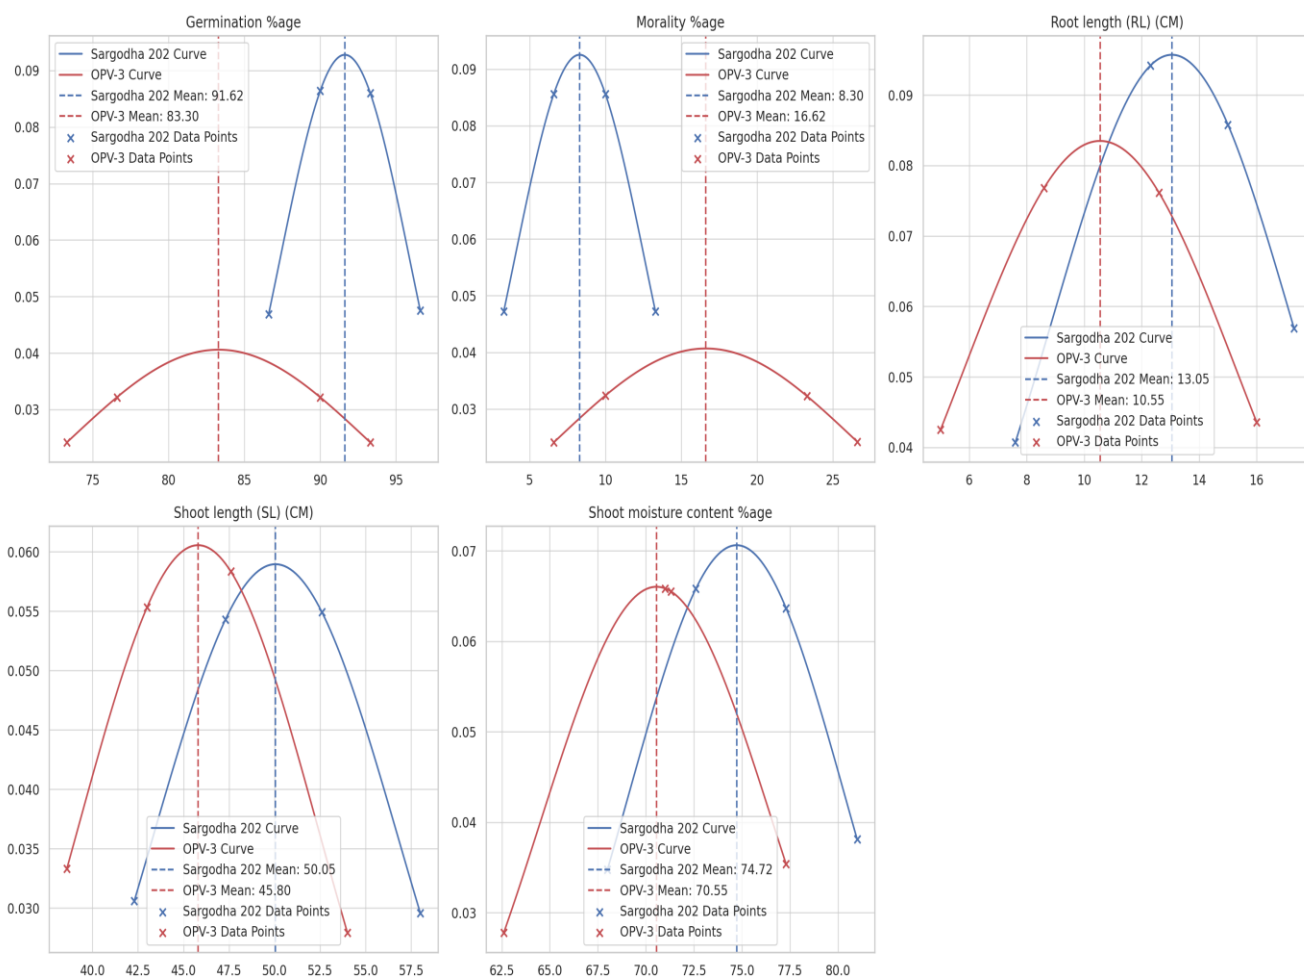 Germination %age
0.09
0.08
0.07
0.06
0.05
0.04
0.03
75 80 85 90 95
Sargodha 202 Curve
OPV-3 Curve
Sargodha 202 Mean: 91.62
OPV-3 Mean: 83.30
Sargodha 202 Data Points
OPV-3 Data Points
Morality %age
0.09
0.08
0.07
0.06
0.05
0.04
0.03
5 10 15 20 25
Sargodha 202 Curve
OPV-3 Curve
Sargodha 202 Mean: 8.30
OPV-3 Mean: 16.62
Sargodha 202 Data Points
OPV-3 Data Points
Root length (RL) (CM)
0.09
0.08
0.07
0.06
0.05
0.04
6 8 10 12 14 16
Sargodha 202 Curve
OPV-3 Curve
Sargodha 202 Mean: 13.05
OPV-3 Mean: 10.55
Sargodha 202 Data Points
OPV-3 Data Points
Shoot length (SL) (CM)
0.060
0.055
0.050
0.045
0.040
0.035
0.030
40.0 42.5 45.0 47.5 50.0 52.5 55.0 57.5
Sargodha 202 Curve
OPV-3 Curve
Sargodha 202 Mean: 50.05
OPV-3 Mean: 45.80
Sargodha 202 Data Points
OPV-3 Data Points
Shoot moisture content %age
0.07
0.06
0.05
0.04
0.03
62.5 65.0 67.5 70.0 72.5 75.0 77.5 80.0
Sargodha 202 Curve
OPV-3 Curve
Sargodha 202 Mean: 74.72
OPV-3 Mean: 70.55
Sargodha 202 Data Points
OPV-3 Data Points